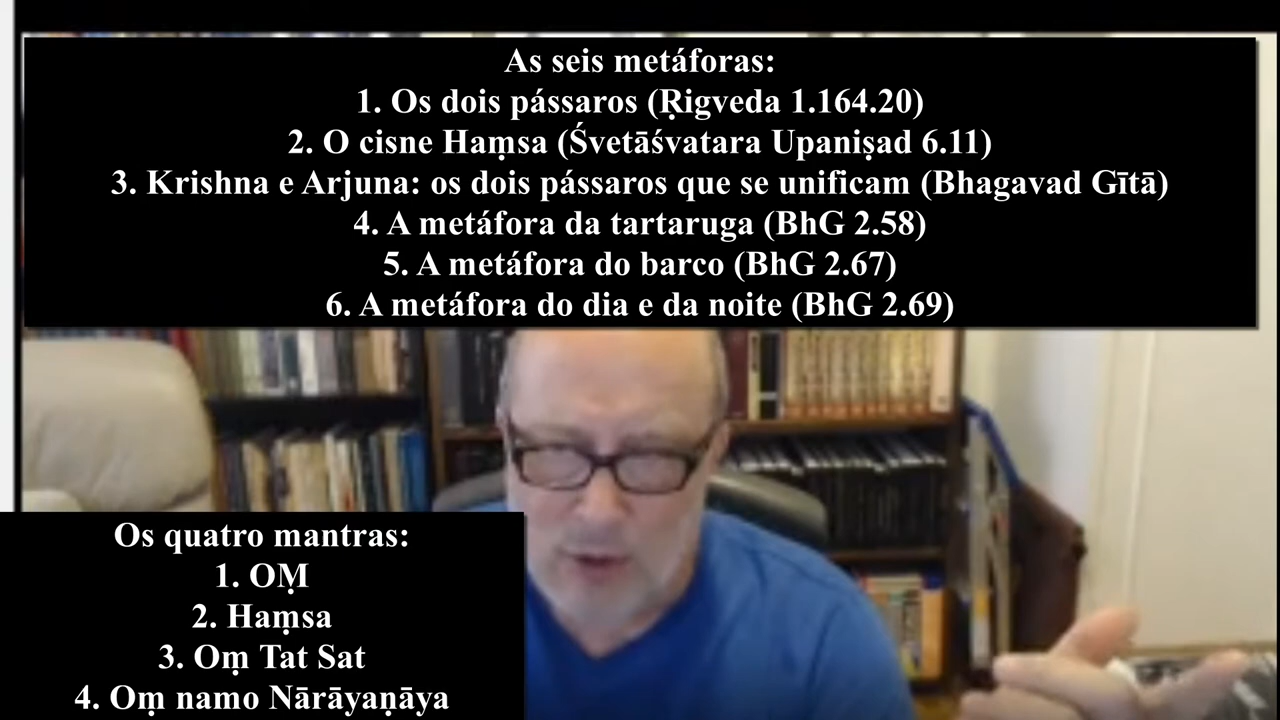 As seis metáforas:
1. Os dois pássaros (Ṛigveda 1.164.20)
2. O cisne Haṃsa (Śvetāśvatara Upaniṣad 6.11)
3. Krishna e Arjuna: os dois pássaros que se unificam (Bhagavad Gītā)
4. A metáfora da tartaruga (BhG 2.58)
5. A metáfora do barco (BhG 2.67)
6. A metáfora do dia e da noite (BhG 2.69)
Os quatro mantras:
1. OṂ
2. Haṃsa
3. Oṃ Tat Sat
4. Oṃ namo Nārāyaṇāya